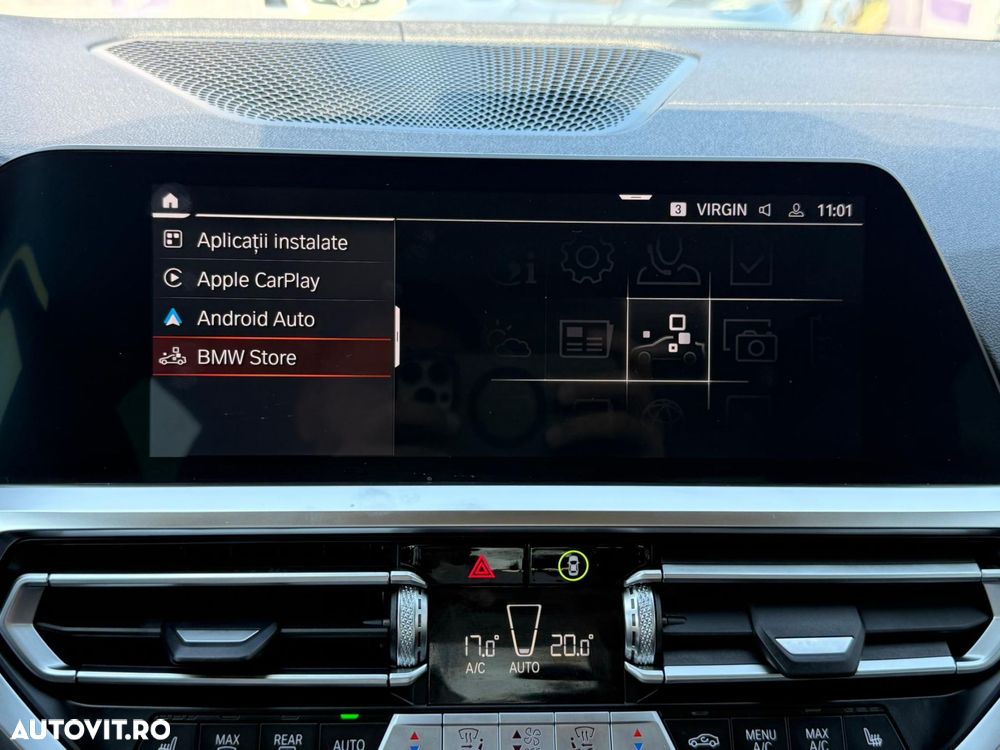 3 VIRGIN 11:01
Aplicații instalate
Apple CarPlay
Android Auto
BMW Store
17.0° 20.0°
A/C AUTO
AUTOVIT.RO
MAX
REAR
AUTO
MENU
A/C
MAX
A/C